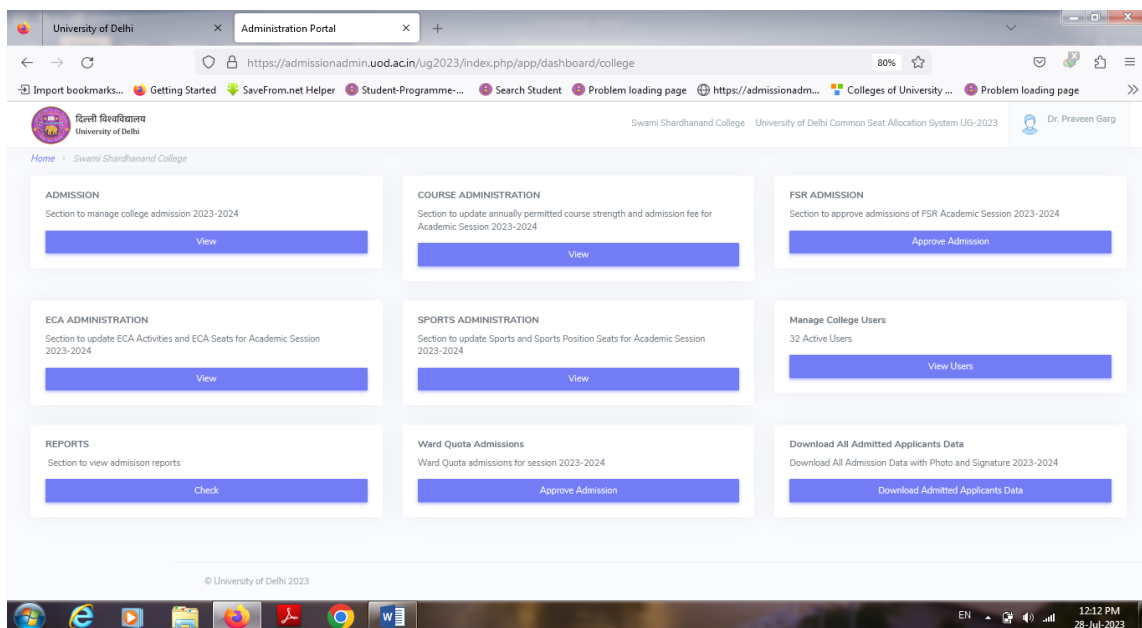 University of Delhi
Administration Portal
https://admissionadmin.uod.ac.in/ug2023/index.php/app/dashboard/college
80%
Import bookmarks... Getting Started SaveFrom.net Helper Student-Programme-... Search Student Problem loading page https://admissionadm... Colleges of University ... Problem loading page
दिल्ली विश्वविद्यालय
University of Delhi
Swami Shardhanand College University of Delhi Common Seat Allocation System UG-2023
Dr. Praveen Garg
Home > Swami Shardhanand College
ADMISSION
Section to manage college admission 2023-2024
View
COURSE ADMINISTRATION
Section to update annually permitted course strength and admission fee for
Academic Session 2023-2024
View
FSR ADMISSION
Section to approve admissions of FSR Academic Session 2023-2024
Approve Admission
ECA ADMINISTRATION
Section to update ECA Activities and ECA Seats for Academic Session
2023-2024
View
SPORTS ADMINISTRATION
Section to update Sports and Sports Position Seats for Academic Session
2023-2024
View
Manage College Users
32 Active Users
View Users
REPORTS
Section to view admisison reports
Check
Ward Quota Admissions
Ward Quota admissions for session 2023-2024
Approve Admission
Download All Admitted Applicants Data
Download All Admission Data with Photo and Signature 2023-2024
Download Admitted Applicants Data
© University of Delhi 2023
EN
12:12 PM
28-Jul-2023